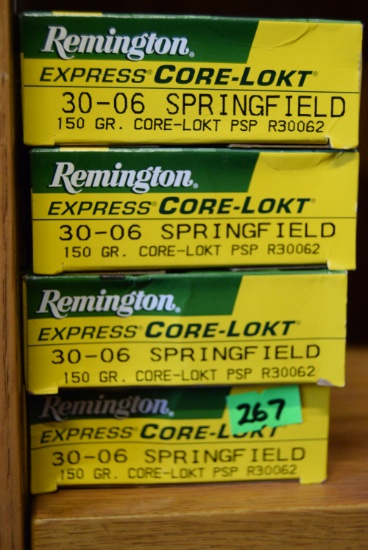 Remington®
EXPRESS® CORE-LOKT®
30-06 SPRINGFIELD
150 GR. CORE-LOKT PSP R30062
Remington®
EXPRESS® CORE-LOKT®
30-06 SPRINGFIELD
150 GR. CORE-LOKT PSP R30062
Remington®
EXPRESS® CORE-LOKT®
30-06 SPRINGFIELD
150 GR. CORE-LOKT PSP R30062
Remington®
267
EXPRESS® CORE-LOKT®
30-06 SPRINGFIELD
150 GR. CORE-LOKT PSP R30062